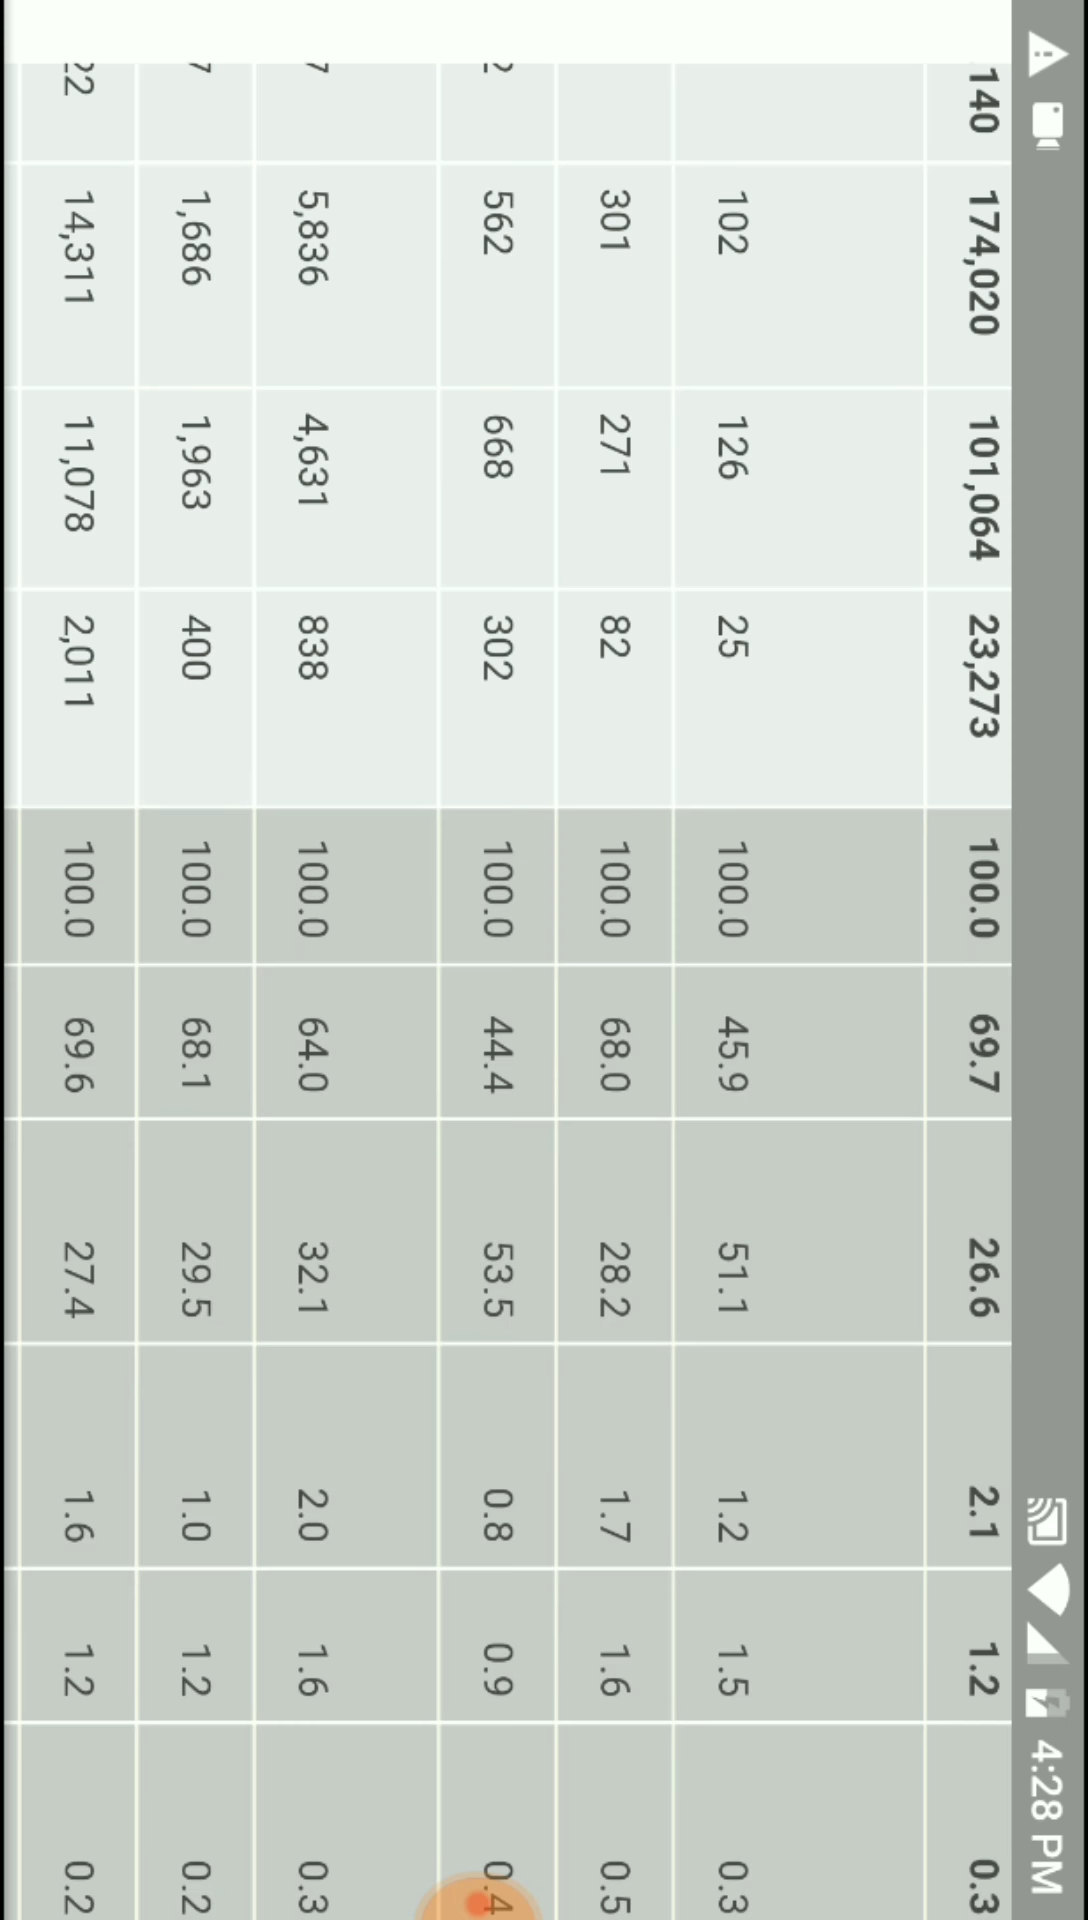 4:28 PM
140 174,020 101,064 23,273 100.0 69.7 26.6 2.1 1.2 0.3
102 126 25 100.0 45.9 51.1 1.2 1.5 0.3
301 271 82 100.0 68.0 28.2 1.7 1.6 0.5
562 668 302 100.0 44.4 53.5 0.8 0.9 0.4
7 5,836 4,631 838 100.0 64.0 32.1 2.0 1.6 0.3
7 1,686 1,963 400 100.0 68.1 29.5 1.0 1.2 0.2
22 14,311 11,078 2,011 100.0 69.6 27.4 1.6 1.2 0.2